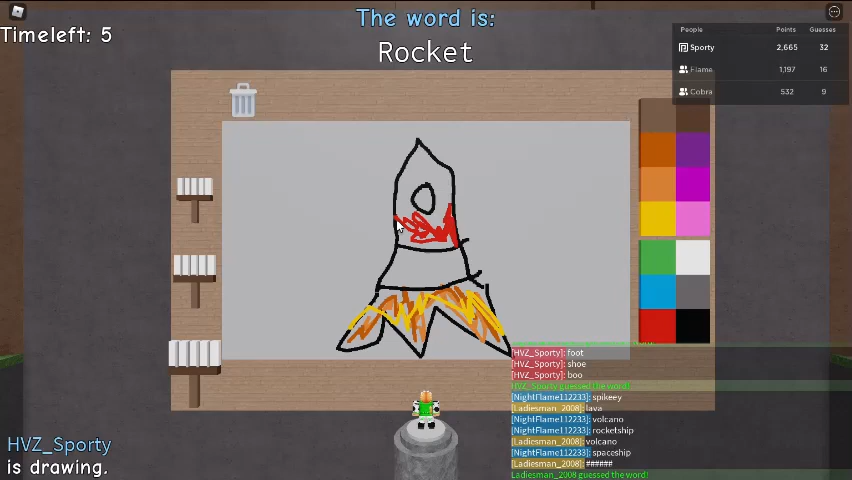 The word is:
Rocket
Timeleft: 5
People Points Guesses
Sporty 2,665 32
Flame 1,197 16
Cobra 532 9
[HVZ_Sporty]: foot
[HVZ_Sporty]: shoe
[HVZ_Sporty]: boo
HVZ_Sporty guessed the word!
[NightFlame112233]: spikeey
[Ladiesman_2008]: lava
[NightFlame112233]: volcano
[NightFlame112233]: rocketship
[Ladiesman_2008]: volcano
[NightFlame112233]: spaceship
[Ladiesman_2008]: ######
Ladiesman_2008 guessed the word!
HVZ_Sporty
is drawing.